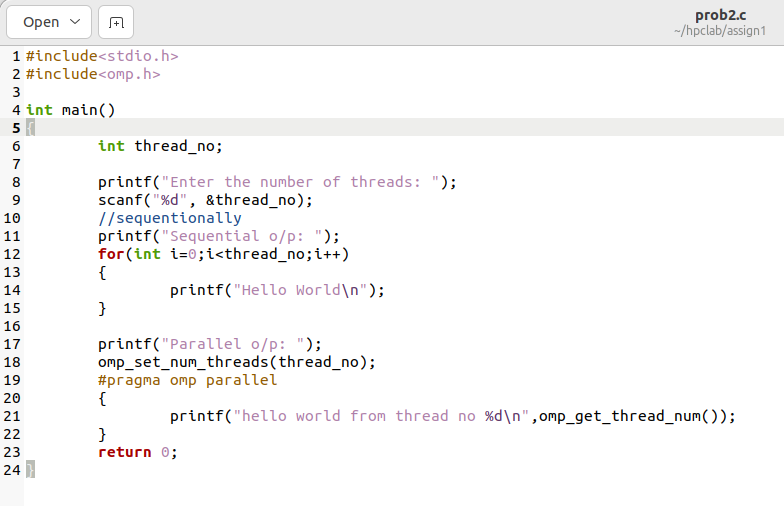 Open
prob2.c
~/hpclab/assign1
1 #include<stdio.h>
2 #include<omp.h>
3
4 int main()
5 {
6 int thread_no;
7
8 printf("Enter the number of threads: ");
9 scanf("%d", &thread_no);
10 //sequentionally
11 printf("Sequential o/p: ");
12 for(int i=0;i<thread_no;i++)
13 {
14 printf("Hello World\n");
15 }
16
17 printf("Parallel o/p: ");
18 omp_set_num_threads(thread_no);
19 #pragma omp parallel
20 {
21 printf("hello world from thread no %d\n",omp_get_thread_num());
22 }
23 return 0;
24 }